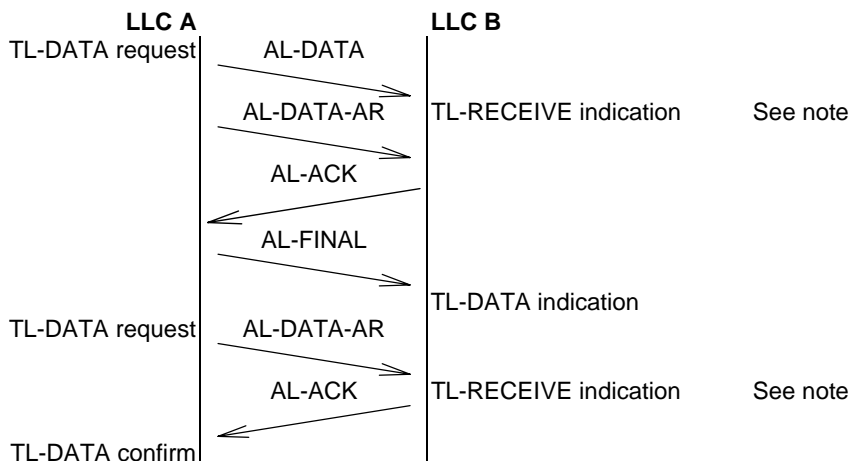 LLC A LLC B
TL-DATA request AL-DATA
AL-DATA-AR TL-RECEIVE indication See note
AL-ACK
AL-FINAL
TL-DATA indication
TL-DATA request AL-DATA-AR
AL-ACK TL-RECEIVE indication See note
TL-DATA confirm